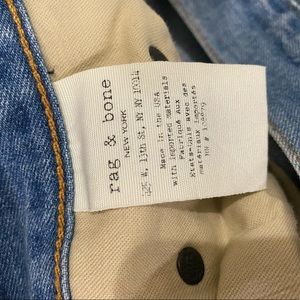 rag & bone
NEW YORK
425 W. 13th St, NY NY 10014
Made in the USA
with imported materials
Fabriqué Aux
États-Unis avec des
matériaux importés